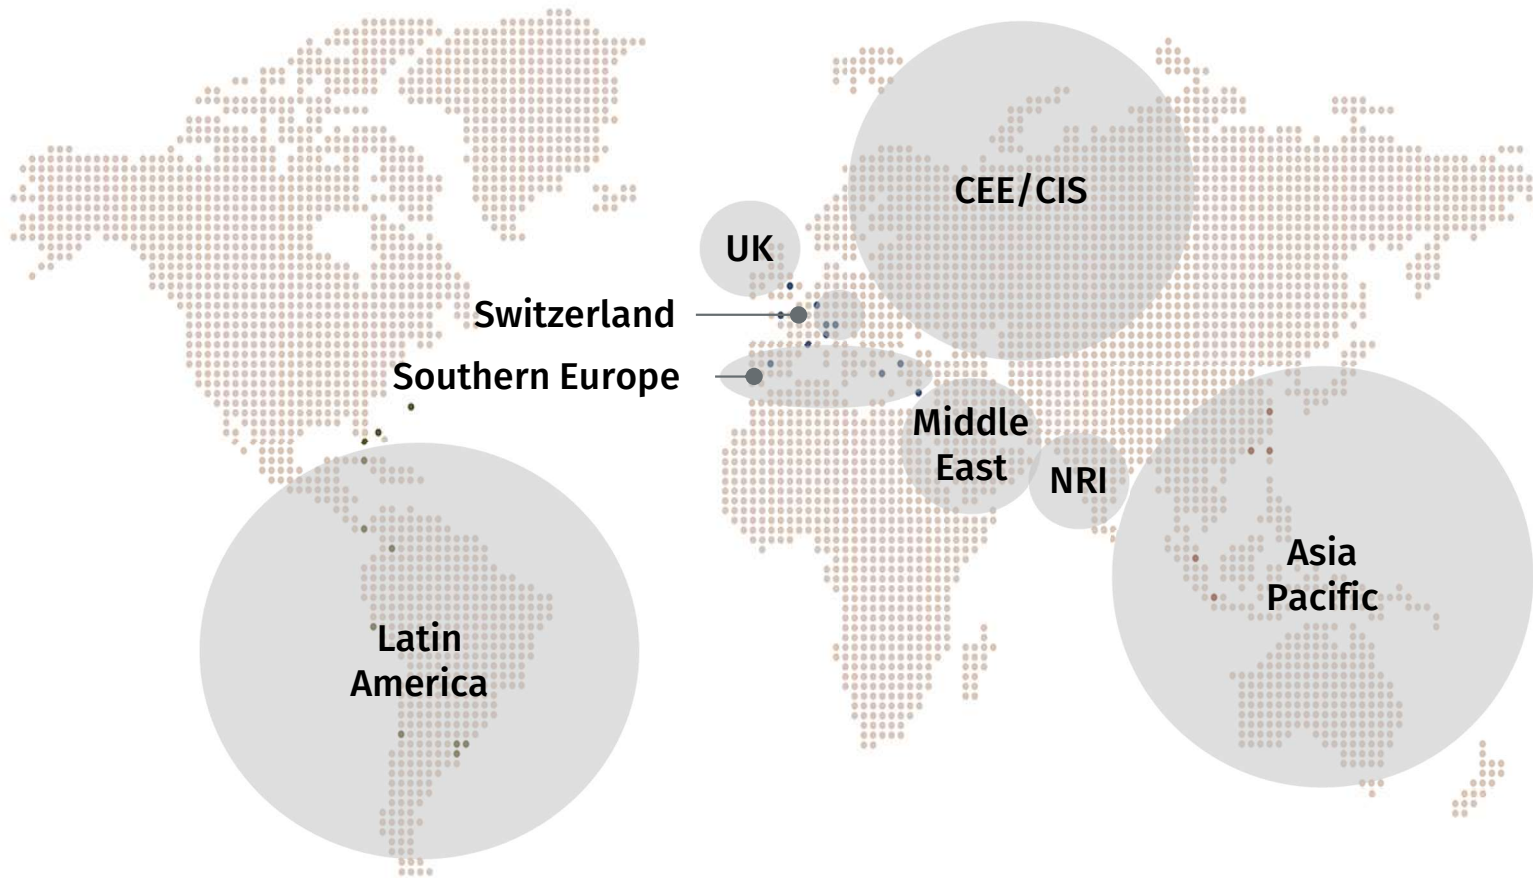 CEE/CIS
UK
Switzerland
Southern Europe
Middle
East
NRI
Asia
Pacific
Latin
America